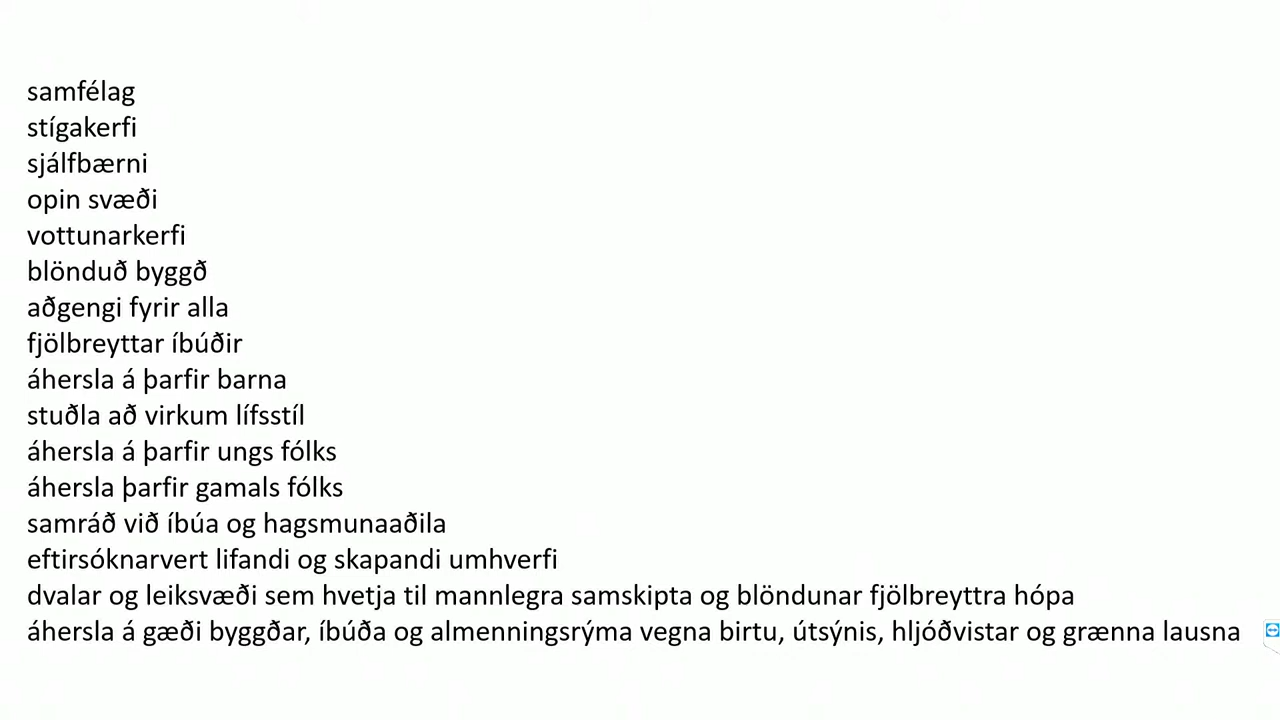 samfélag
stígakerfi
sjálfbærni
opin svæði
vottunarkerfi
blönduð byggð
aðgengi fyrir alla
fjölbreyttar íbúðir
áhersla á þarfir barna
stuðla að virkum lífsstíl
áhersla á þarfir ungs fólks
áhersla þarfir gamals fólks
samráð við íbúa og hagsmunaaðila
eftirsóknarvert lifandi og skapandi umhverfi
dvalar og leiksvæði sem hvetja til mannlegra samskipta og blöndunar fjölbreyttra hópa
áhersla á gæði byggðar, íbúða og almenningsrýma vegna birtu, útsýnis, hljóðvistar og grænna lausna